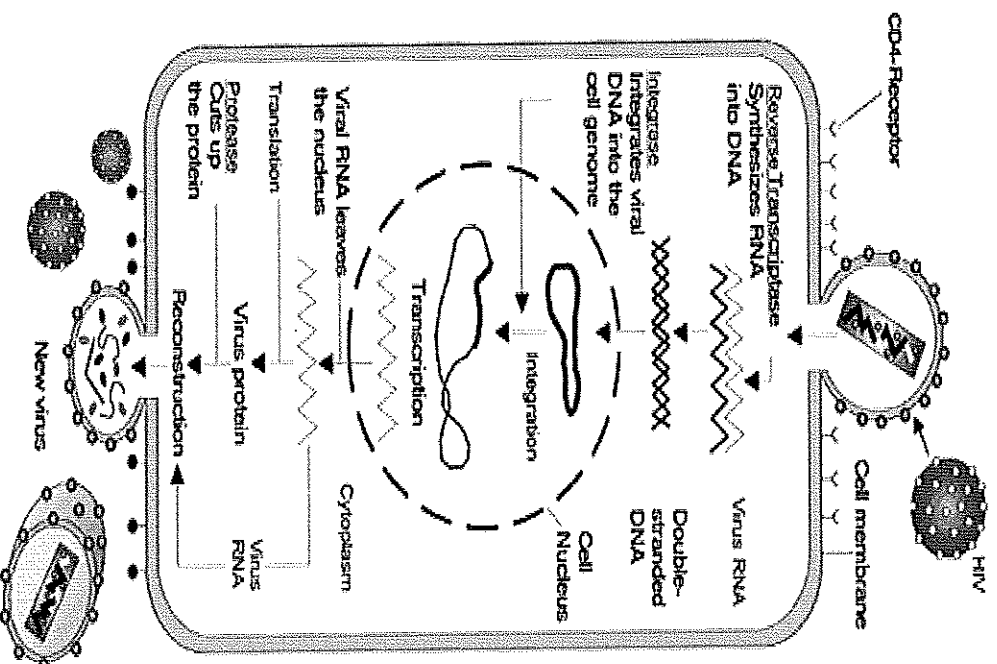 HIV
CD4-Receptor
Cell membrane
Reverse Transcriptase
Synthesizes RNA
into DNA
Virus RNA
Integrase
Integrates viral
DNA into the
cell genome
Double-
stranded
DNA
Cell
Nucleus
Integration
Transcription
Viral RNA leaves
the nucleus
Cytoplasm
Translation
Virus protein
Virus
RNA
Protease
Cuts up
the protein
Reconstruction
New virus